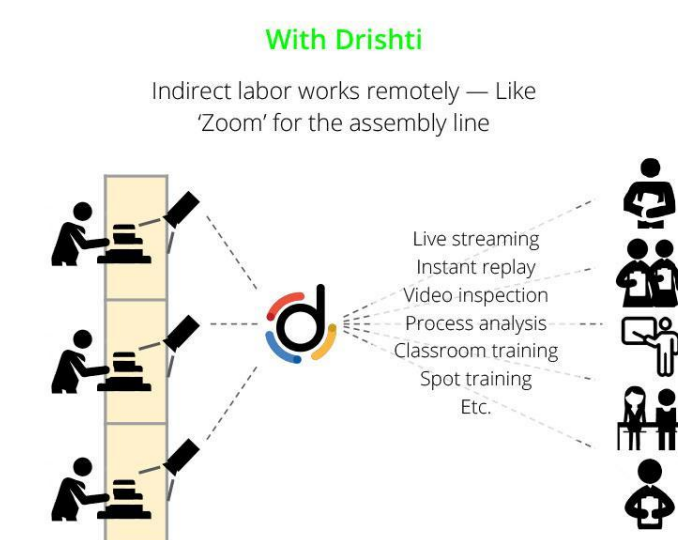 With Drishti
Indirect labor works remotely — Like
‘Zoom’ for the assembly line
Live streaming
Instant replay
Video inspection
Process analysis
Classroom training
Spot training
Etc.
d